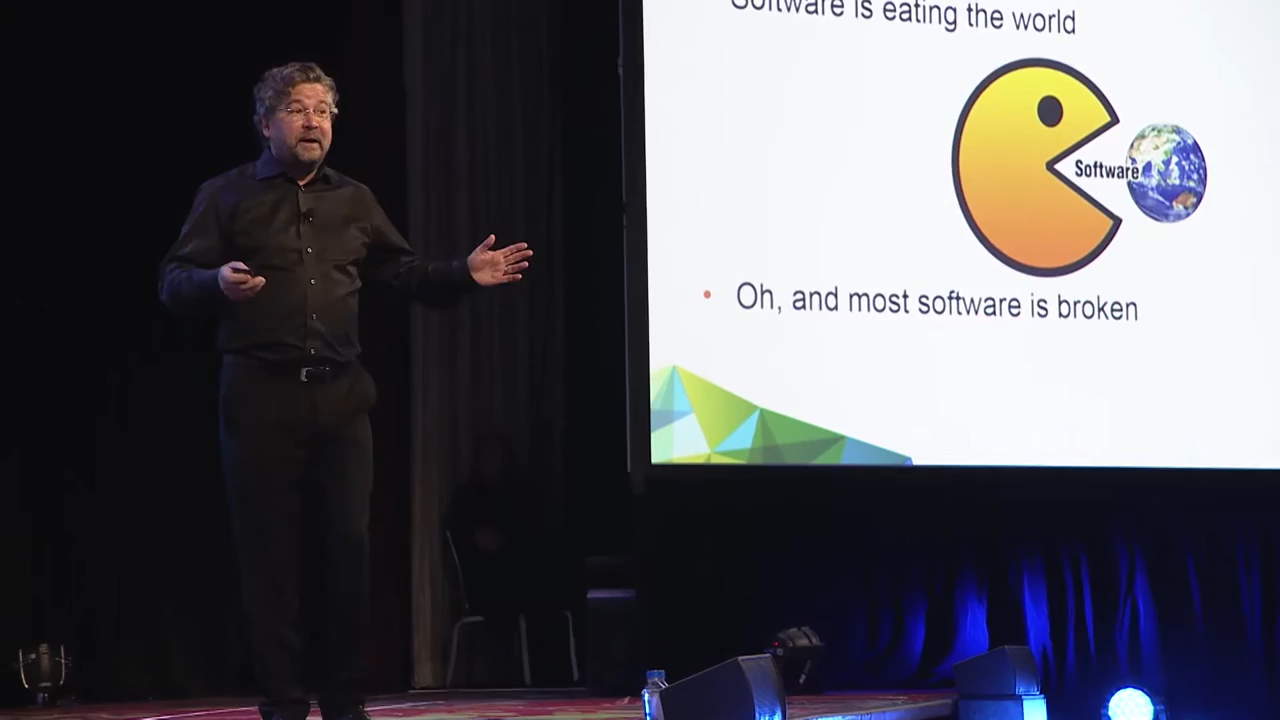 Software is eating the world
Software
• Oh, and most software is broken